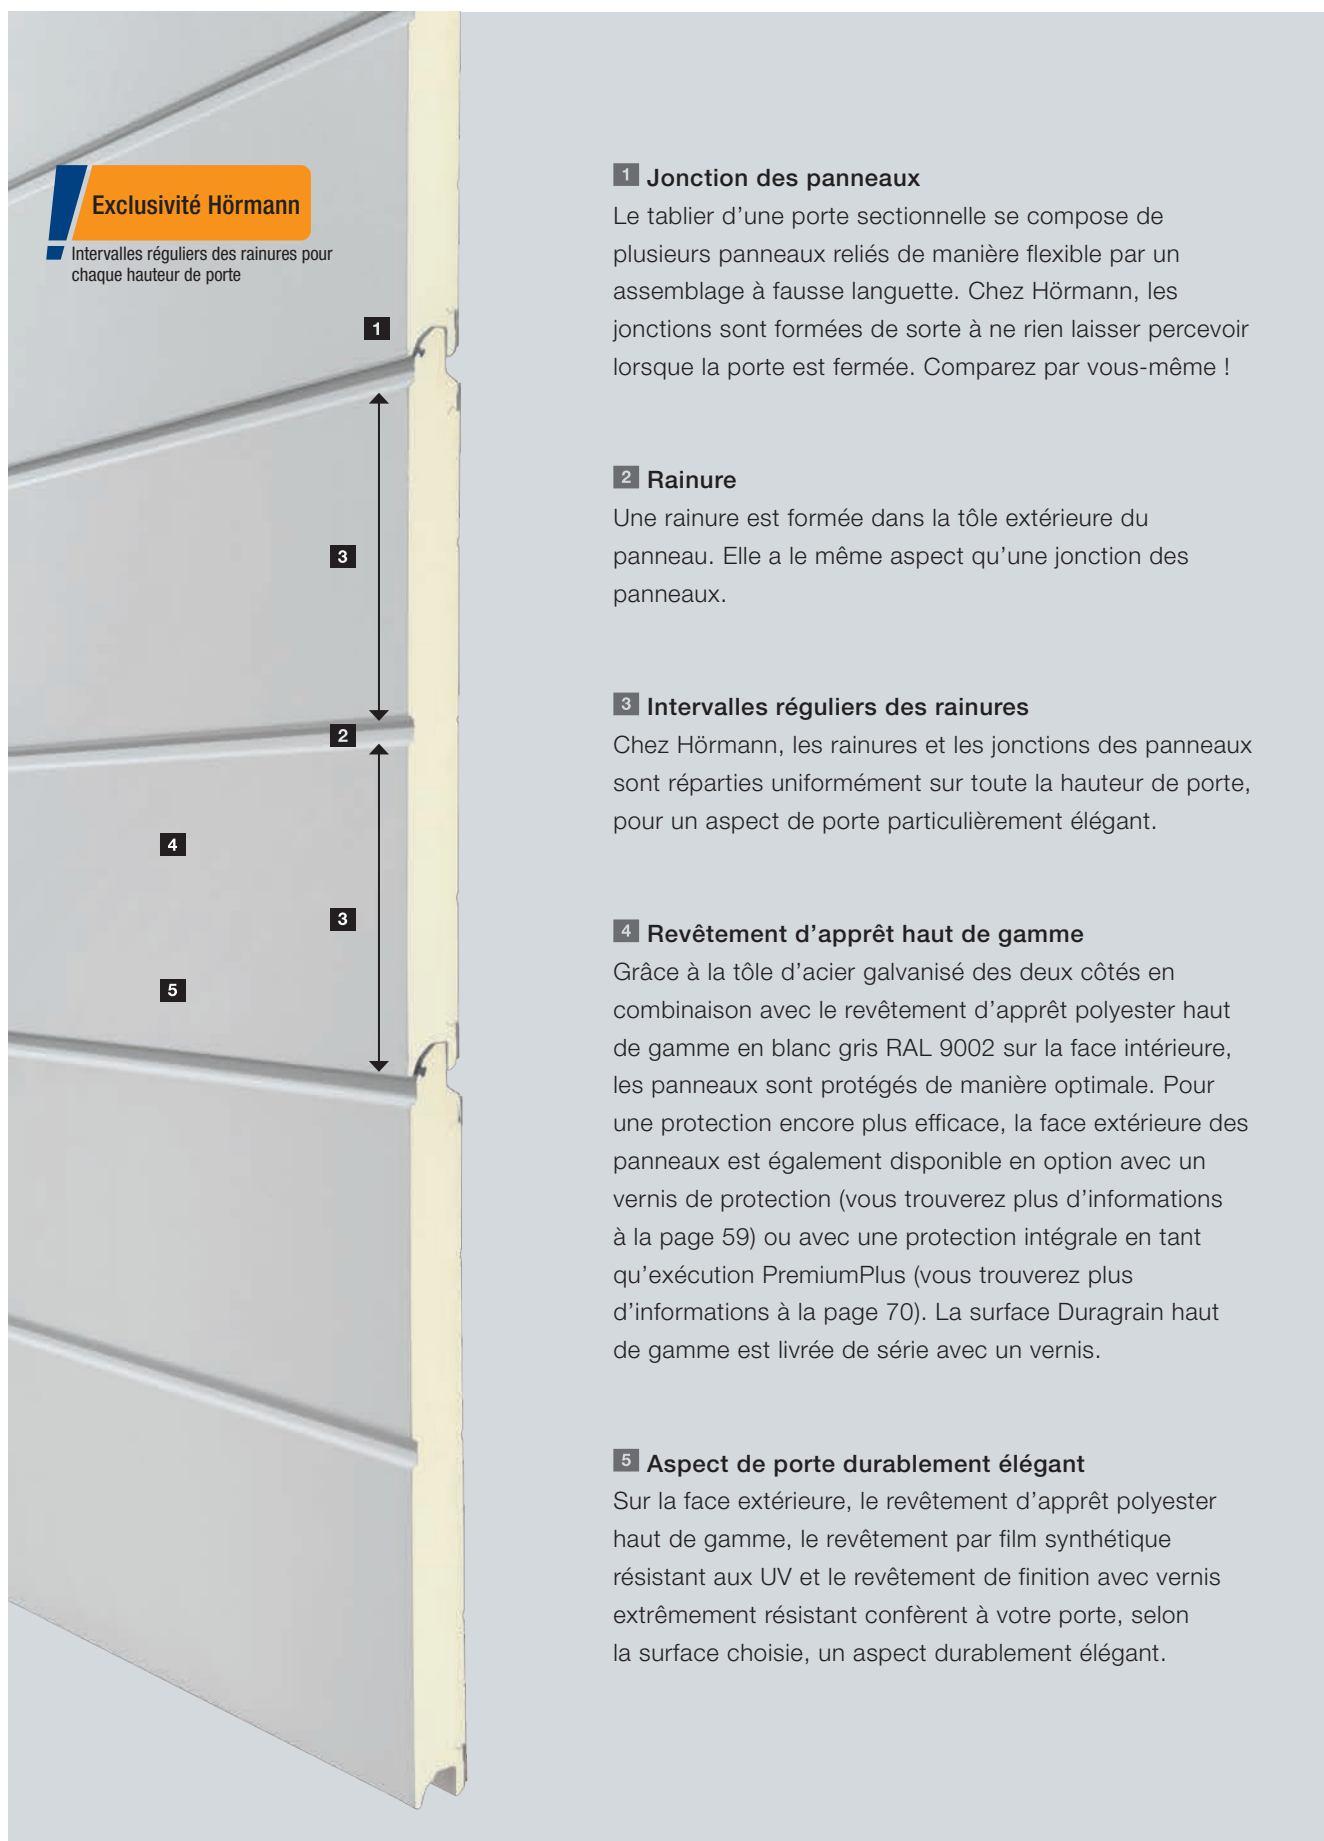 Exclusivité Hörmann
Intervalles réguliers des rainures pour
chaque hauteur de porte
1
3
2
4
3
5
1 Jonction des panneaux
Le tablier d’une porte sectionnelle se compose de
plusieurs panneaux reliés de manière flexible par un
assemblage à fausse languette. Chez Hörmann, les
jonctions sont formées de sorte à ne rien laisser percevoir
lorsque la porte est fermée. Comparez par vous-même !
2 Rainure
Une rainure est formée dans la tôle extérieure du
panneau. Elle a le même aspect qu’une jonction des
panneaux.
3 Intervalles réguliers des rainures
Chez Hörmann, les rainures et les jonctions des panneaux
sont réparties uniformément sur toute la hauteur de porte,
pour un aspect de porte particulièrement élégant.
4 Revêtement d’apprêt haut de gamme
Grâce à la tôle d’acier galvanisé des deux côtés en
combinaison avec le revêtement d’apprêt polyester haut
de gamme en blanc gris RAL 9002 sur la face intérieure,
les panneaux sont protégés de manière optimale. Pour
une protection encore plus efficace, la face extérieure des
panneaux est également disponible en option avec un
vernis de protection (vous trouverez plus d’informations
à la page 59) ou avec une protection intégrale en tant
qu’exécution PremiumPlus (vous trouverez plus
d’informations à la page 70). La surface Duragrain haut
de gamme est livrée de série avec un vernis.
5 Aspect de porte durablement élégant
Sur la face extérieure, le revêtement d’apprêt polyester
haut de gamme, le revêtement par film synthétique
résistant aux UV et le revêtement de finition avec vernis
extrêmement résistant confèrent à votre porte, selon
la surface choisie, un aspect durablement élégant.